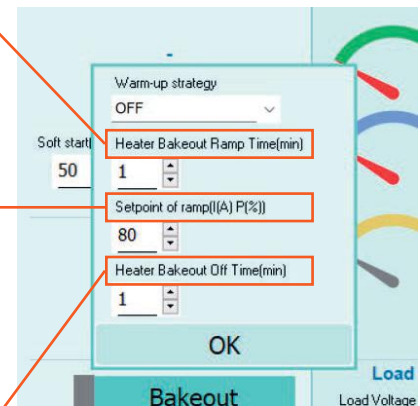 -
Warm-up strategy
OFF
Soft start(
Heater Bakeout Ramp Time(min)
50
1
Setpoint of ramp(I(A) P(%))
80
Heater Bakeout Off Time(min)
1
OK
Load
Bakeout
Load Voltage